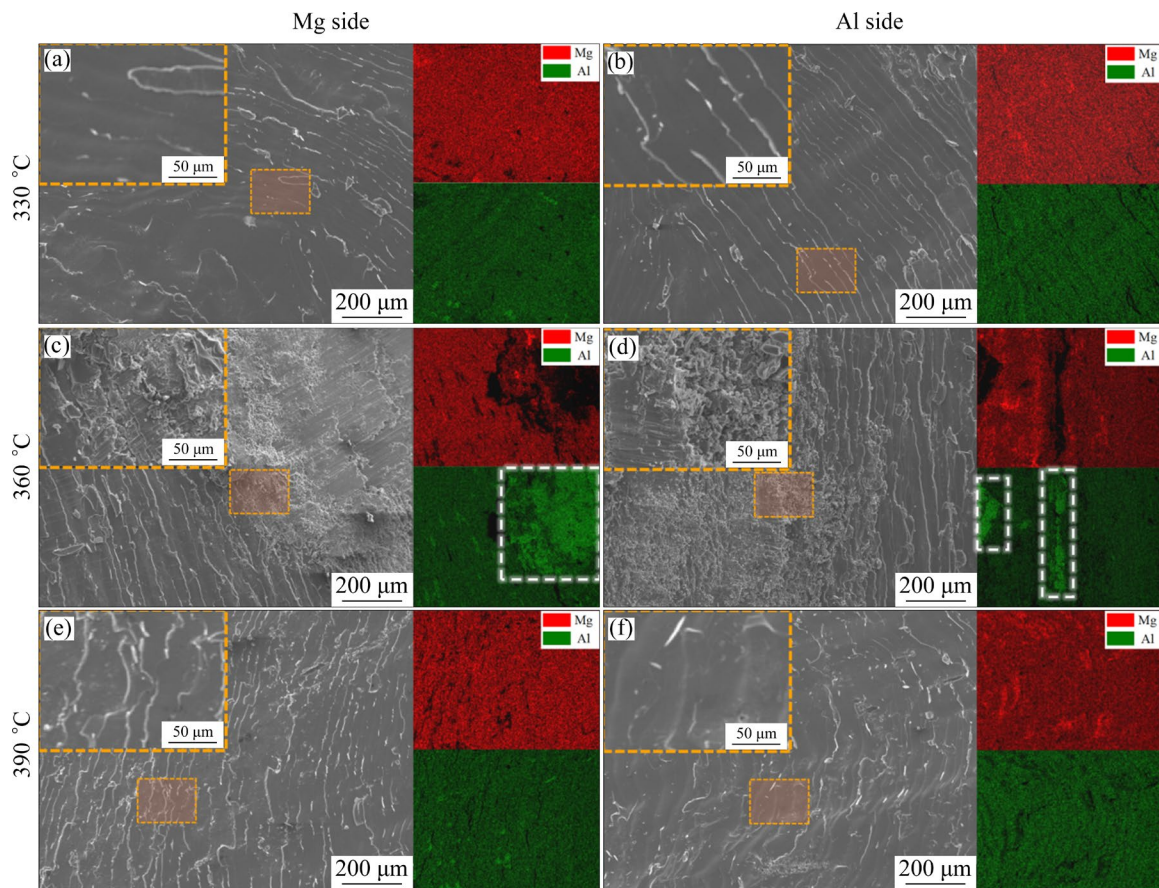 Mg side Al side
330 °C
(a)
50 μm
200 μm
Mg
Al
(b)
50 μm
200 μm
Mg
Al
360 °C
(c)
50 μm
200 μm
Mg
Al
(d)
50 μm
200 μm
Mg
Al
390 °C
(e)
50 μm
200 μm
Mg
Al
(f)
50 μm
200 μm
Mg
Al